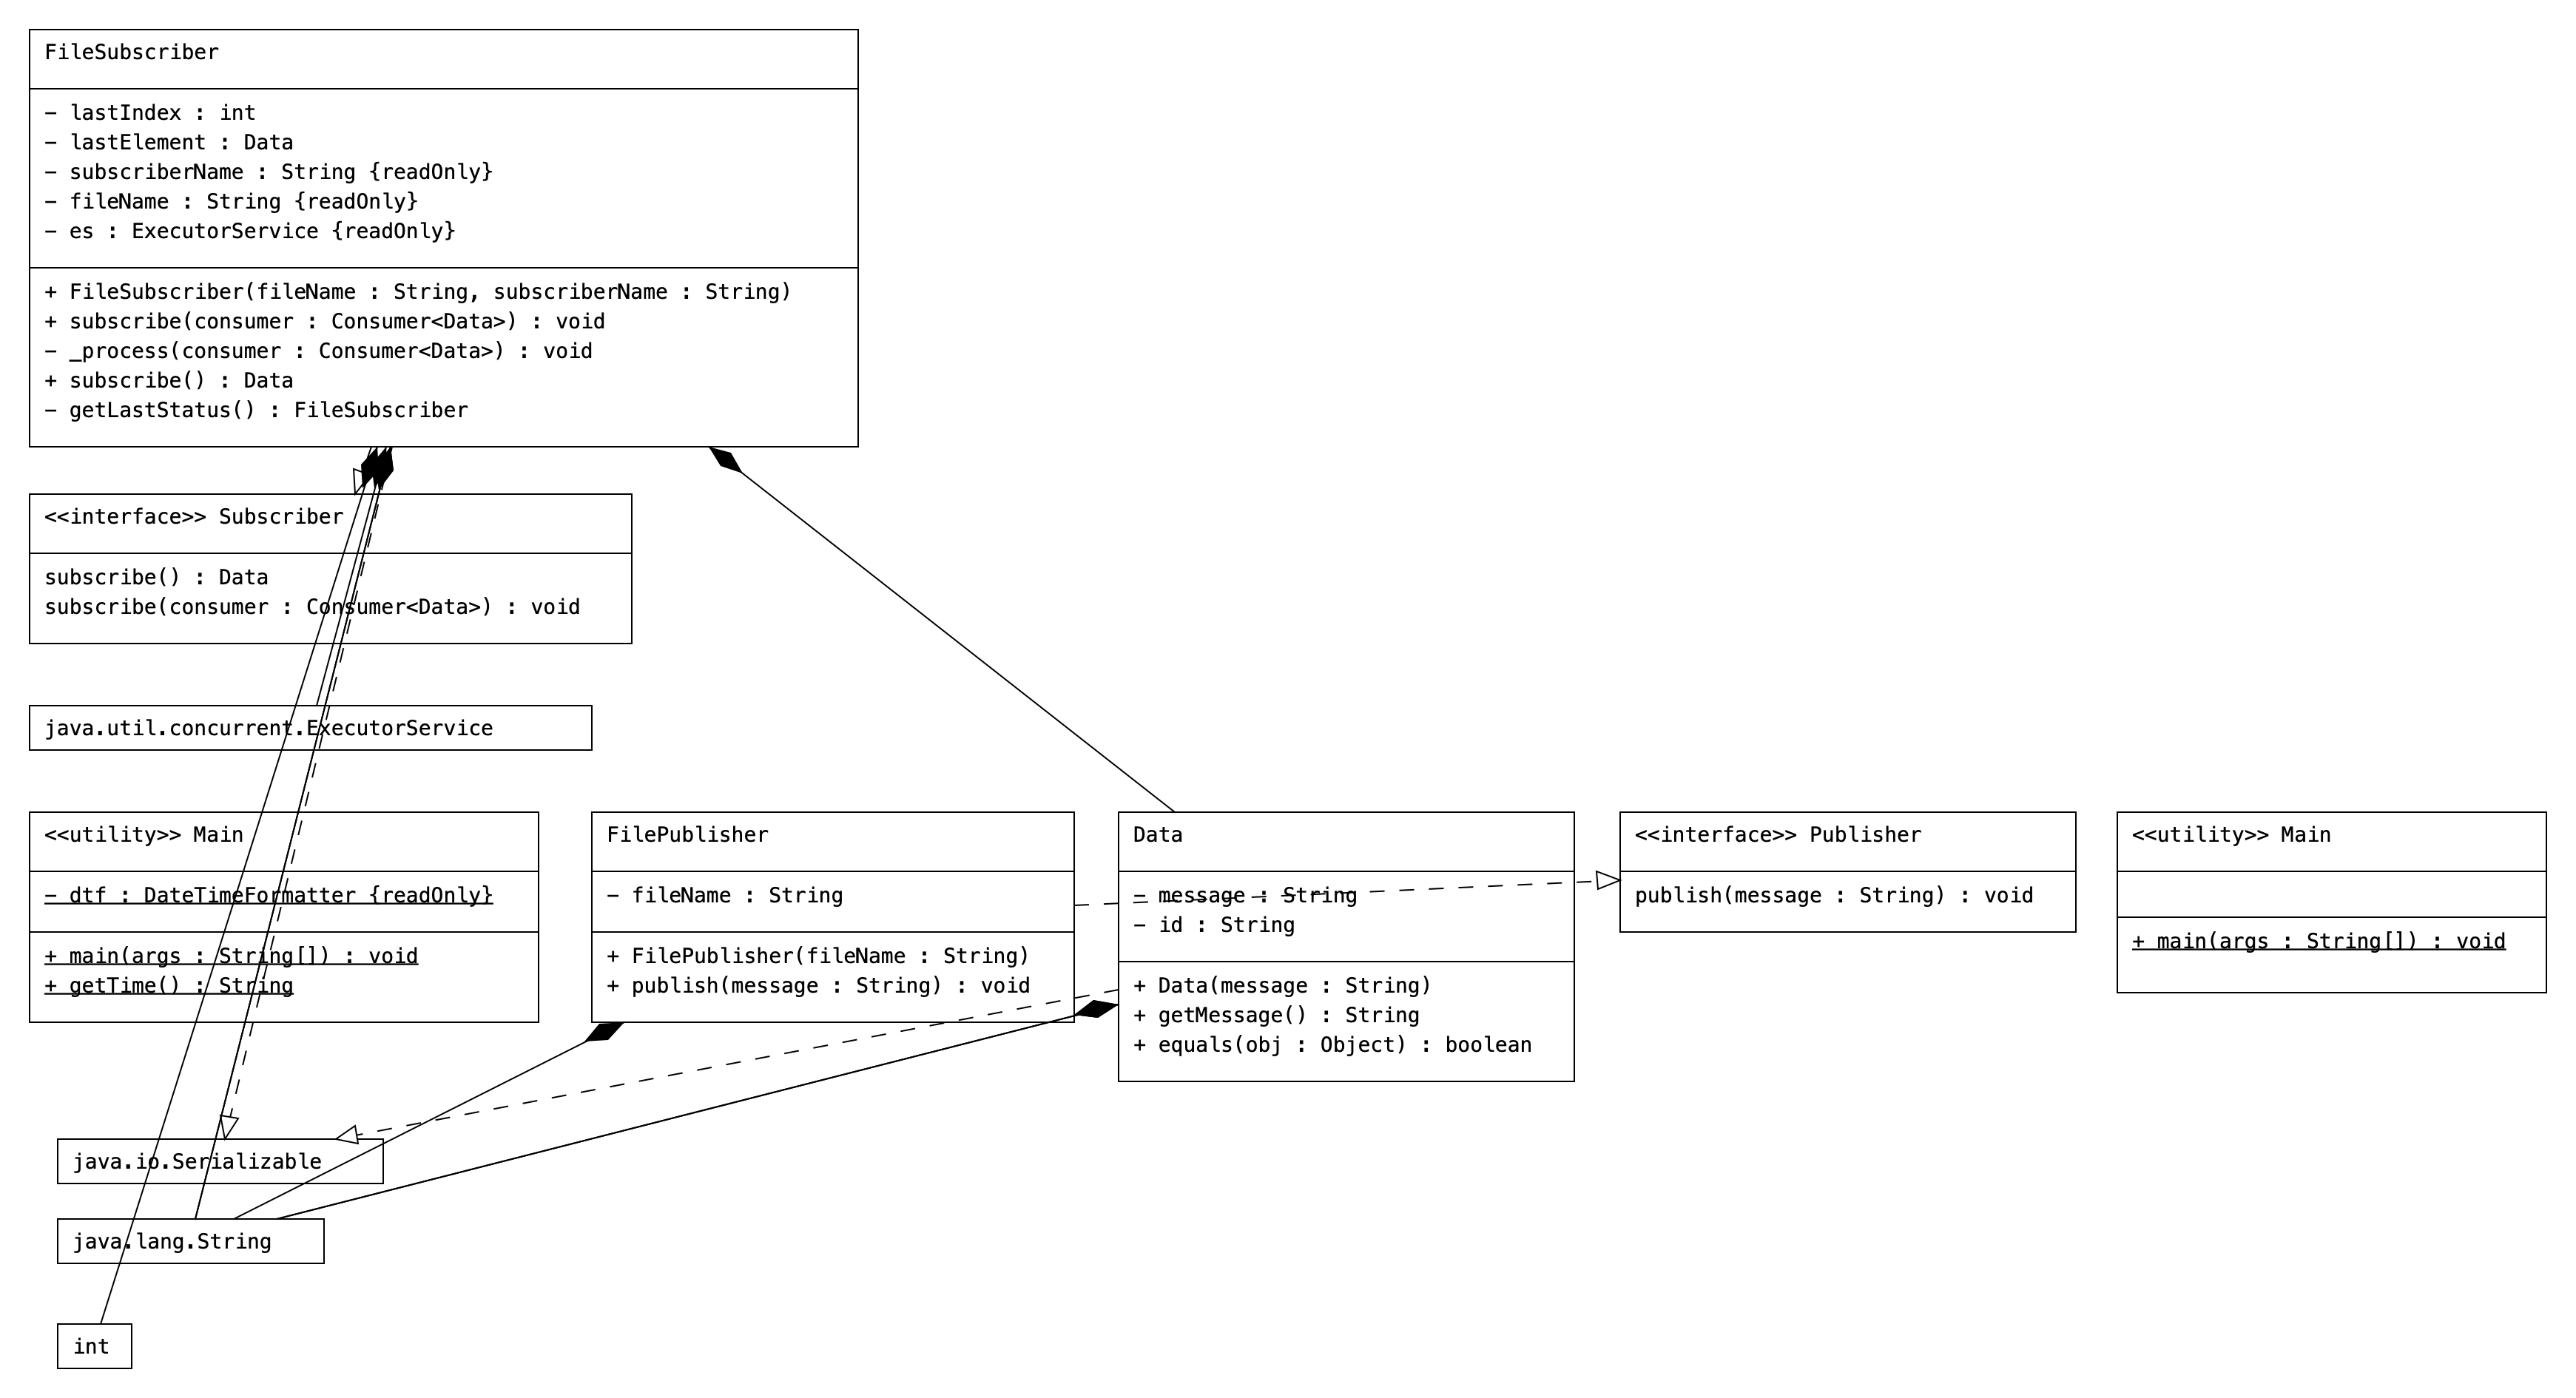 FileSubscriber
− lastIndex : int
− lastElement : Data
− subscriberName : String {readOnly}
− fileName : String {readOnly}
− es : ExecutorService {readOnly}
+ FileSubscriber(fileName : String, subscriberName : String)
+ subscribe(consumer : Consumer<Data>) : void
− _process(consumer : Consumer<Data>) : void
+ subscribe() : Data
− getLastStatus() : FileSubscriber
<<interface>> Subscriber
subscribe() : Data
subscribe(consumer : Consumer<Data>) : void
java.util.concurrent.ExecutorService
<<utility>> Main
− dtf : DateTimeFormatter {readOnly}
+ main(args : String[]) : void
+ getTime() : String
FilePublisher
− fileName : String
+ FilePublisher(fileName : String)
+ publish(message : String) : void
Data
− message : String
− id : String
+ Data(message : String)
+ getMessage() : String
+ equals(obj : Object) : boolean
<<interface>> Publisher
publish(message : String) : void
<<utility>> Main
+ main(args : String[]) : void
java.io.Serializable
java.lang.String
int